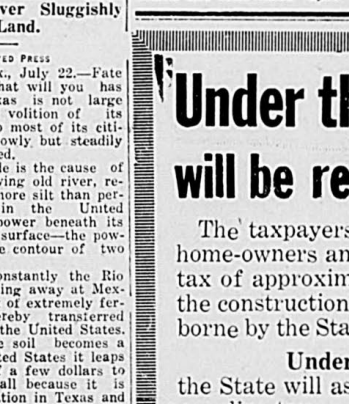 ver Sluggishly
Land.
ED PRESS
x., July 22.—Fate
hat will you has
xas is not large
volition of its
o most of its citi-
owly but steadily
ed.
le is the cause of
ving old river, re-
more silt than per-
in the United
power beneath its
surface—the pow-
e contour of two
onstantly the Rio
ing away at Mex-
of extremely fer-
ereby transferred
the United States.
e soil becomes a
ted States it leaps
f a few dollars to
all because it is
tion in Texas and
Under th
will be re
The taxpayers
home-owners an
tax of approxim
the construction
borne by the Sta
Under
the State will as